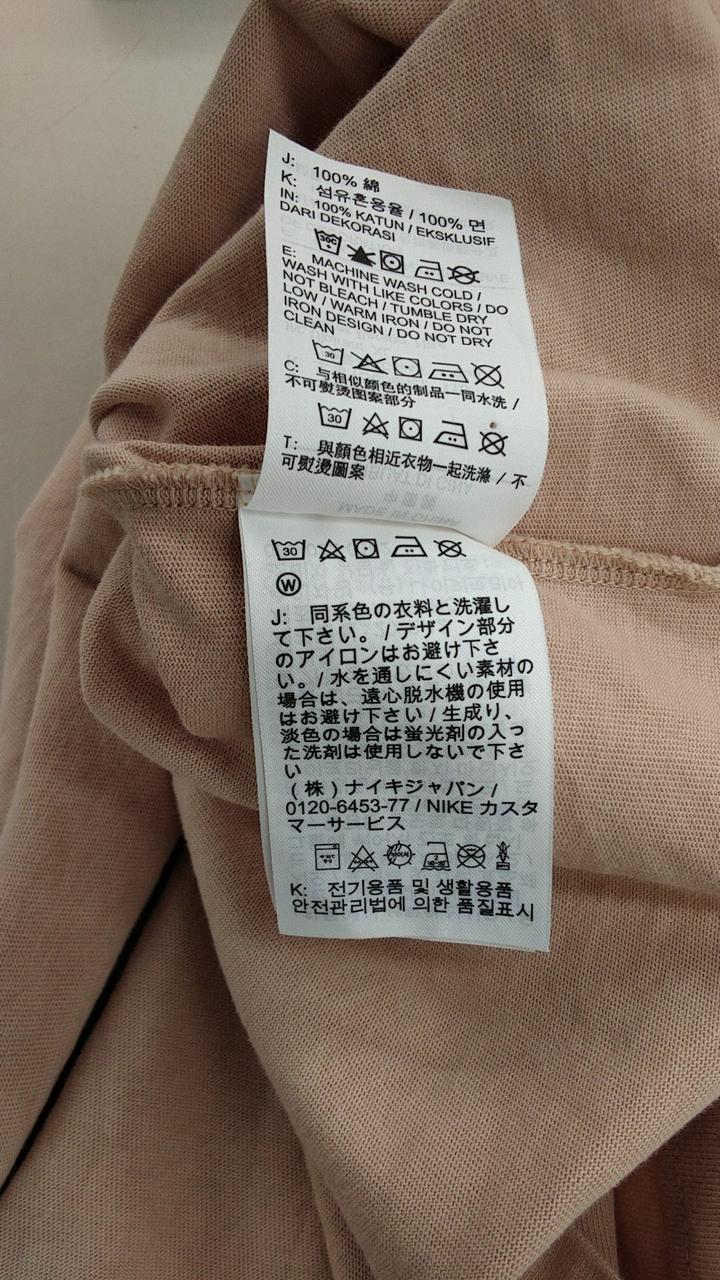 J: 100% 綿
K: 섬유혼용율 / 100% 면
IN: 100% KATUN / EKSKLUSIF
DARI DEKORASI
30C
E: MACHINE WASH COLD /
WASH WITH LIKE COLORS / DO
NOT BLEACH / TUMBLE DRY
LOW / WARM IRON / DO NOT
IRON DESIGN / DO NOT DRY
CLEAN
30
C: 与相似颜色的制品一同水洗 /
不可熨烫图案部分
30
T: 與顏色相近衣物一起洗滌 / 不
可熨燙圖案
MADE IN CHINA
30
W
J: 同系色の衣料と洗濯し
て下さい。 / デザイン部分
のアイロンはお避け下さ
い。 / 水を通しにくい素材の
場合は、遠心脱水機の使用
はお避け下さい / 生成り、
淡色の場合は蛍光剤の入っ
た洗剤は使用しないで下さ
い
(株) ナイキジャパン /
0120-6453-77 / NIKE カスタ
マーサービス
K: 전기용품 및 생활용품
안전관리법에 의한 품질표시